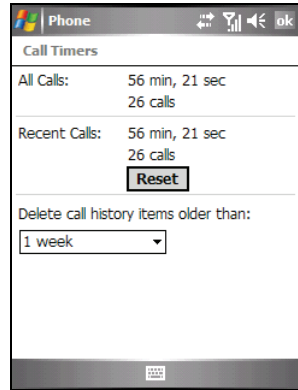 Phone ok
Call Timers
All Calls: 56 min, 21 sec
26 calls
Recent Calls: 56 min, 21 sec
26 calls
Reset
Delete call history items older than:
1 week